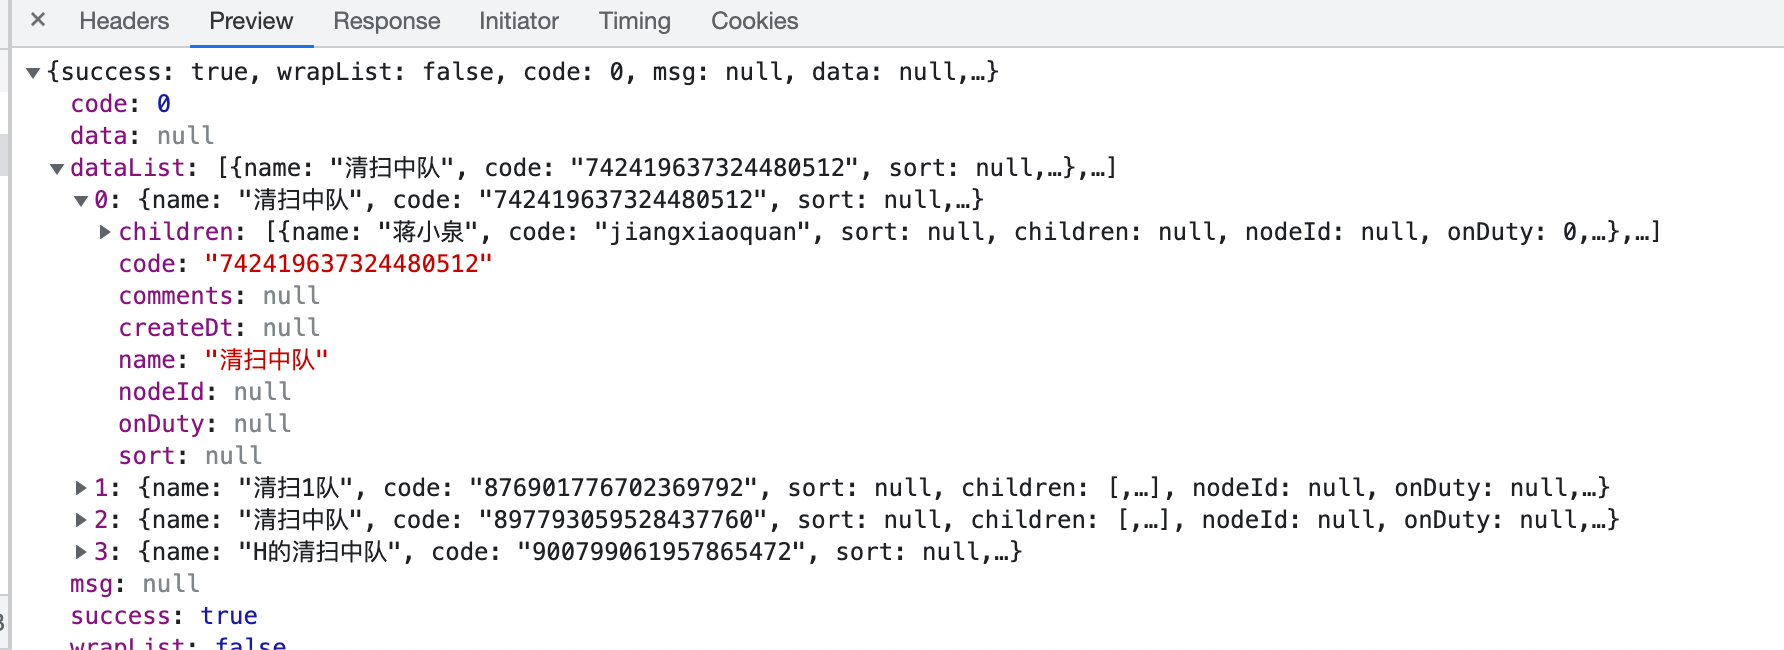 × Headers Preview Response Initiator Timing Cookies
▼{success: true, wrapList: false, code: 0, msg: null, data: null,…}
code: 0
data: null
▼dataList: [{name: "清扫中队", code: "742419637324480512", sort: null,…},…]
▼0: {name: "清扫中队", code: "742419637324480512", sort: null,…}
▶children: [{name: "蒋小泉", code: "jiangxiaoquan", sort: null, children: null, nodeId: null, onDuty: 0,…},…]
code: "742419637324480512"
comments: null
createDt: null
name: "清扫中队"
nodeId: null
onDuty: null
sort: null
▶1: {name: "清扫1队", code: "876901776702369792", sort: null, children: [,…], nodeId: null, onDuty: null,…}
▶2: {name: "清扫中队", code: "897793059528437760", sort: null, children: [,…], nodeId: null, onDuty: null,…}
▶3: {name: "H的清扫中队", code: "900799061957865472", sort: null,…}
msg: null
success: true
wrapList: false